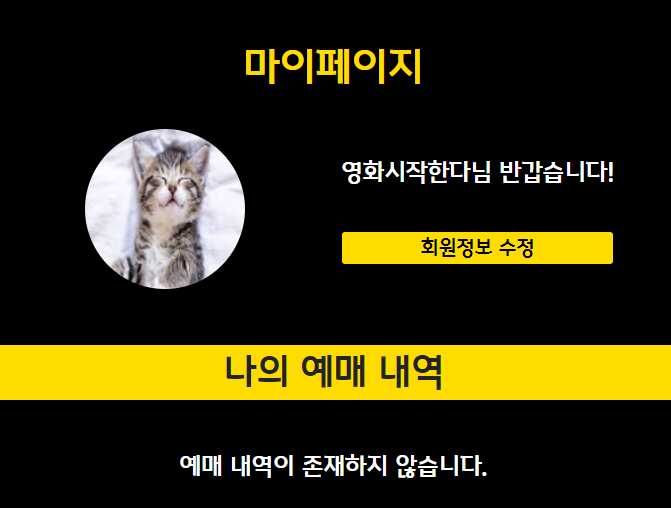 마이페이지
영화시작한다님 반갑습니다!
회원정보 수정
나의 예매 내역
예매 내역이 존재하지 않습니다.